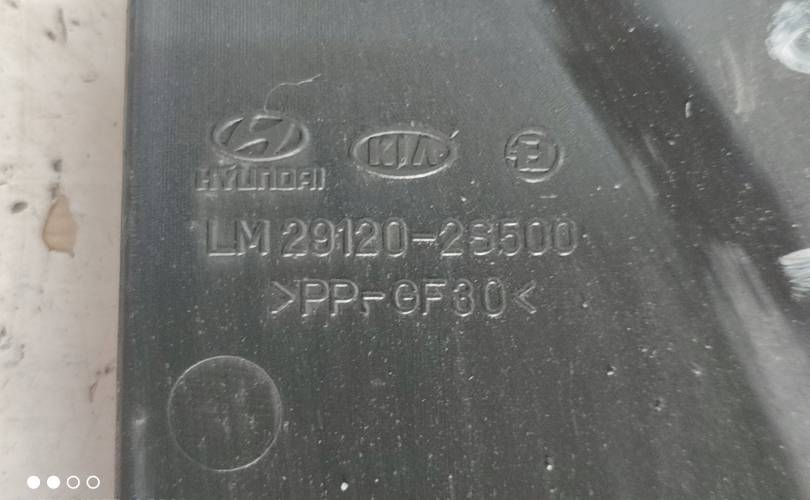 HYUNDAI KIA E
LM 29120-2S500
>PP-GF30<